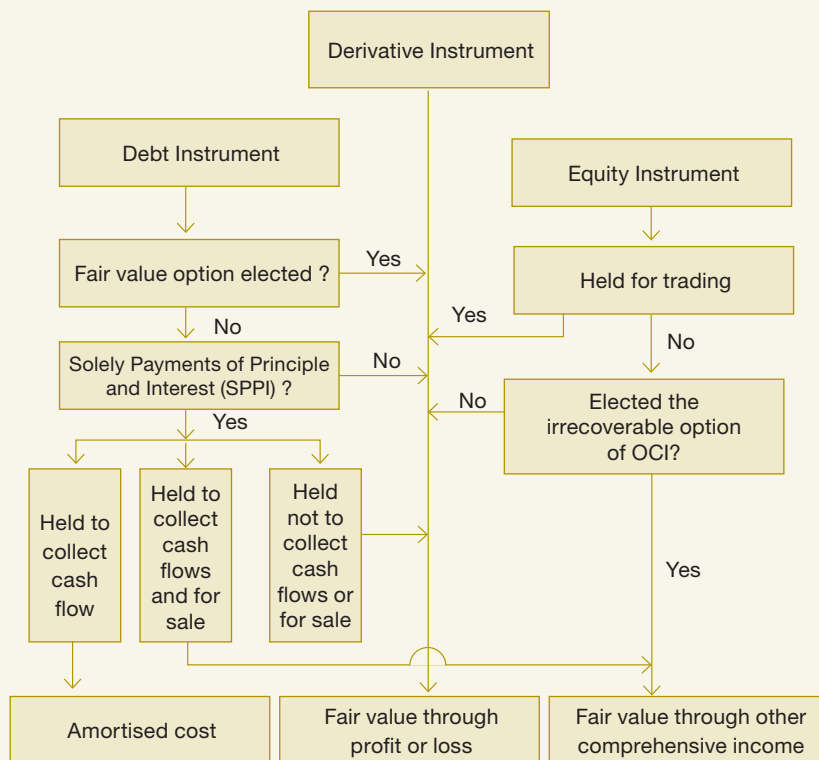 Derivative Instrument
Debt Instrument
Equity Instrument
Fair value option elected ?
Yes
Held for trading
No
Yes
No
Solely Payments of Principle
and Interest (SPPI) ?
No
No
Elected the
irrecoverable option
of OCI?
Yes
Held to
collect
cash
flow
Held to
collect
cash
flows
and for
sale
Held
not to
collect
cash
flows or
for sale
Yes
Amortised cost
Fair value through
profit or loss
Fair value through other
comprehensive income